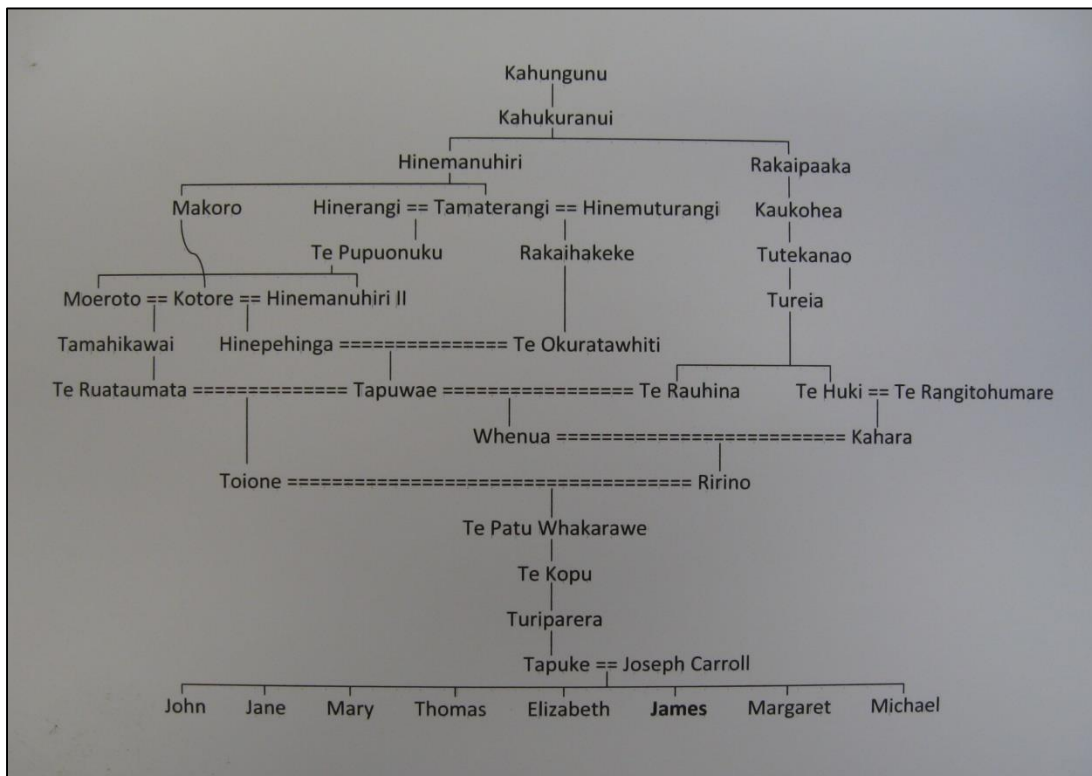 Kahungunu
Kahukuranui
Hinemanuhiri Rakaipaaka
Makoro Hinerangi == Tamaterangi == Hinemuturangi Kaukohea
Te Pupuonuku Rakaihakeke Tutekanao
Moeroto == Kotore == Hinemanuhiri II Tureia
Tamahikawai Hinepehinga =============== Te Okuratawhiti
Te Ruataumata ============== Tapuwae ================= Te Rauhina Te Huki == Te Rangitohumare
Whenua ========================= Kahara
Toione =================================== Ririno
Te Patu Whakarawe
Te Kopu
Turiparera
Tapuke == Joseph Carroll
John Jane Mary Thomas Elizabeth James Margaret Michael